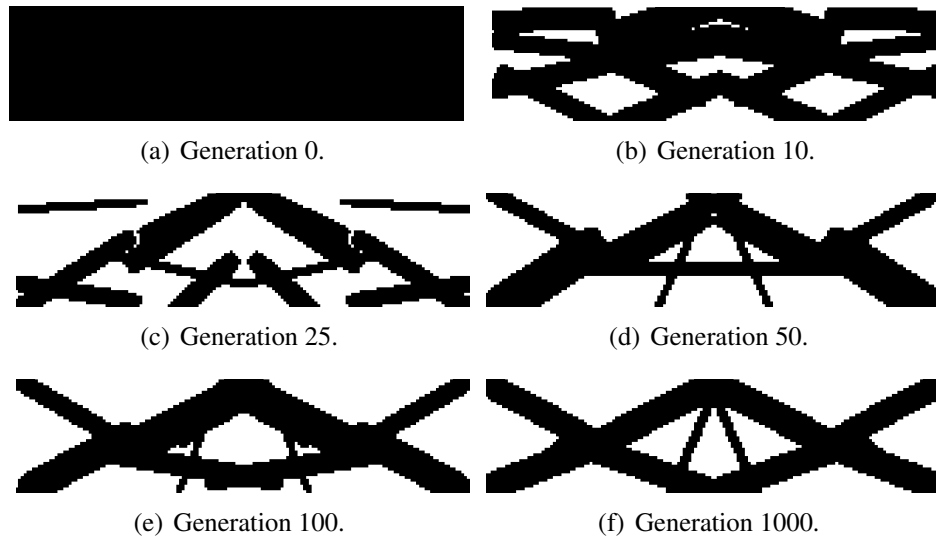 (a) Generation 0.
(b) Generation 10.
(c) Generation 25.
(d) Generation 50.
(e) Generation 100.
(f) Generation 1000.